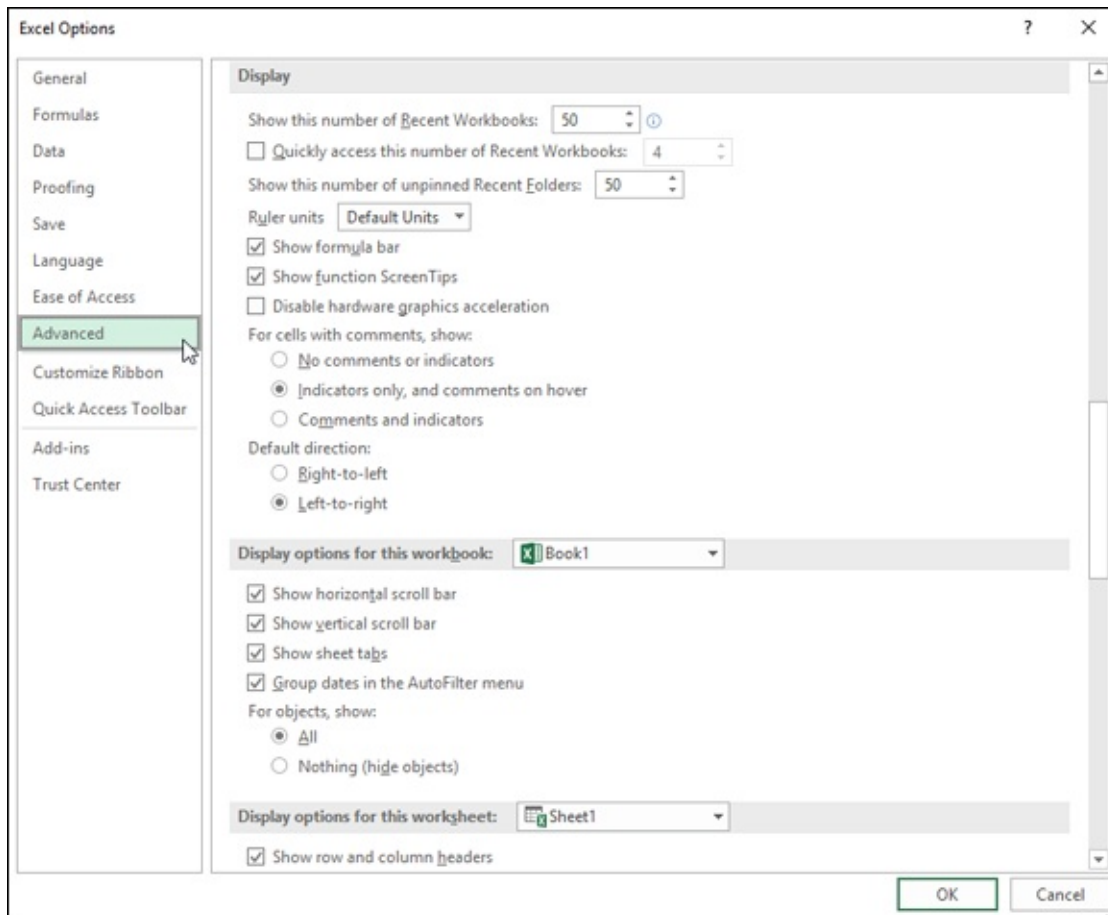 Excel Options
?
General
Formulas
Data
Proofing
Save
Language
Ease of Access
Advanced
Customize Ribbon
Quick Access Toolbar
Add-ins
Trust Center
Display
Show this number of Recent Workbooks: 50
Quickly access this number of Recent Workbooks: 4
Show this number of unpinned Recent Folders: 50
Ruler units Default Units
Show formula bar
Show function ScreenTips
Disable hardware graphics acceleration
For cells with comments, show:
No comments or indicators
Indicators only, and comments on hover
Comments and indicators
Default direction:
Right-to-left
Left-to-right
Display options for this workbook: Book1
Show horizontal scroll bar
Show vertical scroll bar
Show sheet tabs
Group dates in the AutoFilter menu
For objects, show:
All
Nothing (hide objects)
Display options for this worksheet: Sheet1
Show row and column headers
OK Cancel